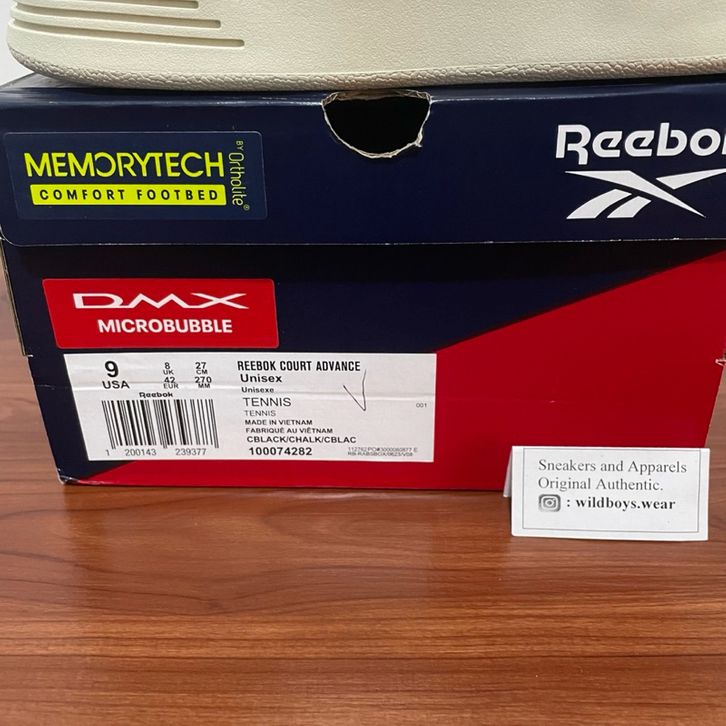 MEMORYTECH
COMFORT FOOTBED
BY Ortholite®
Reebok
DMX
MICROBUBBLE
9
USA
8
UK
27
CM
42
EUR
270
MM
Reebok
1 200143 239377
REEBOK COURT ADVANCE
Unisex
Unisexe
TENNIS
TENNIS
MADE IN VIETNAM
FABRIQUÉ AU VIÊTNAM
CBLACK/CHALK/CBLAC
100074282
001
Sneakers and Apparels
Original Authentic.
: wildboys.wear